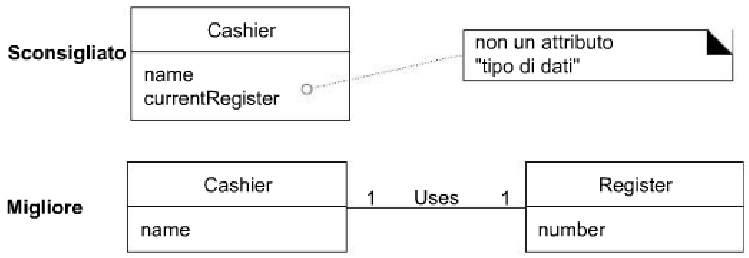 Cashier
Sconsigliato
name
currentRegister
non un attributo
"tipo di dati"
Cashier
Register
Migliore
1 Uses 1
name
number